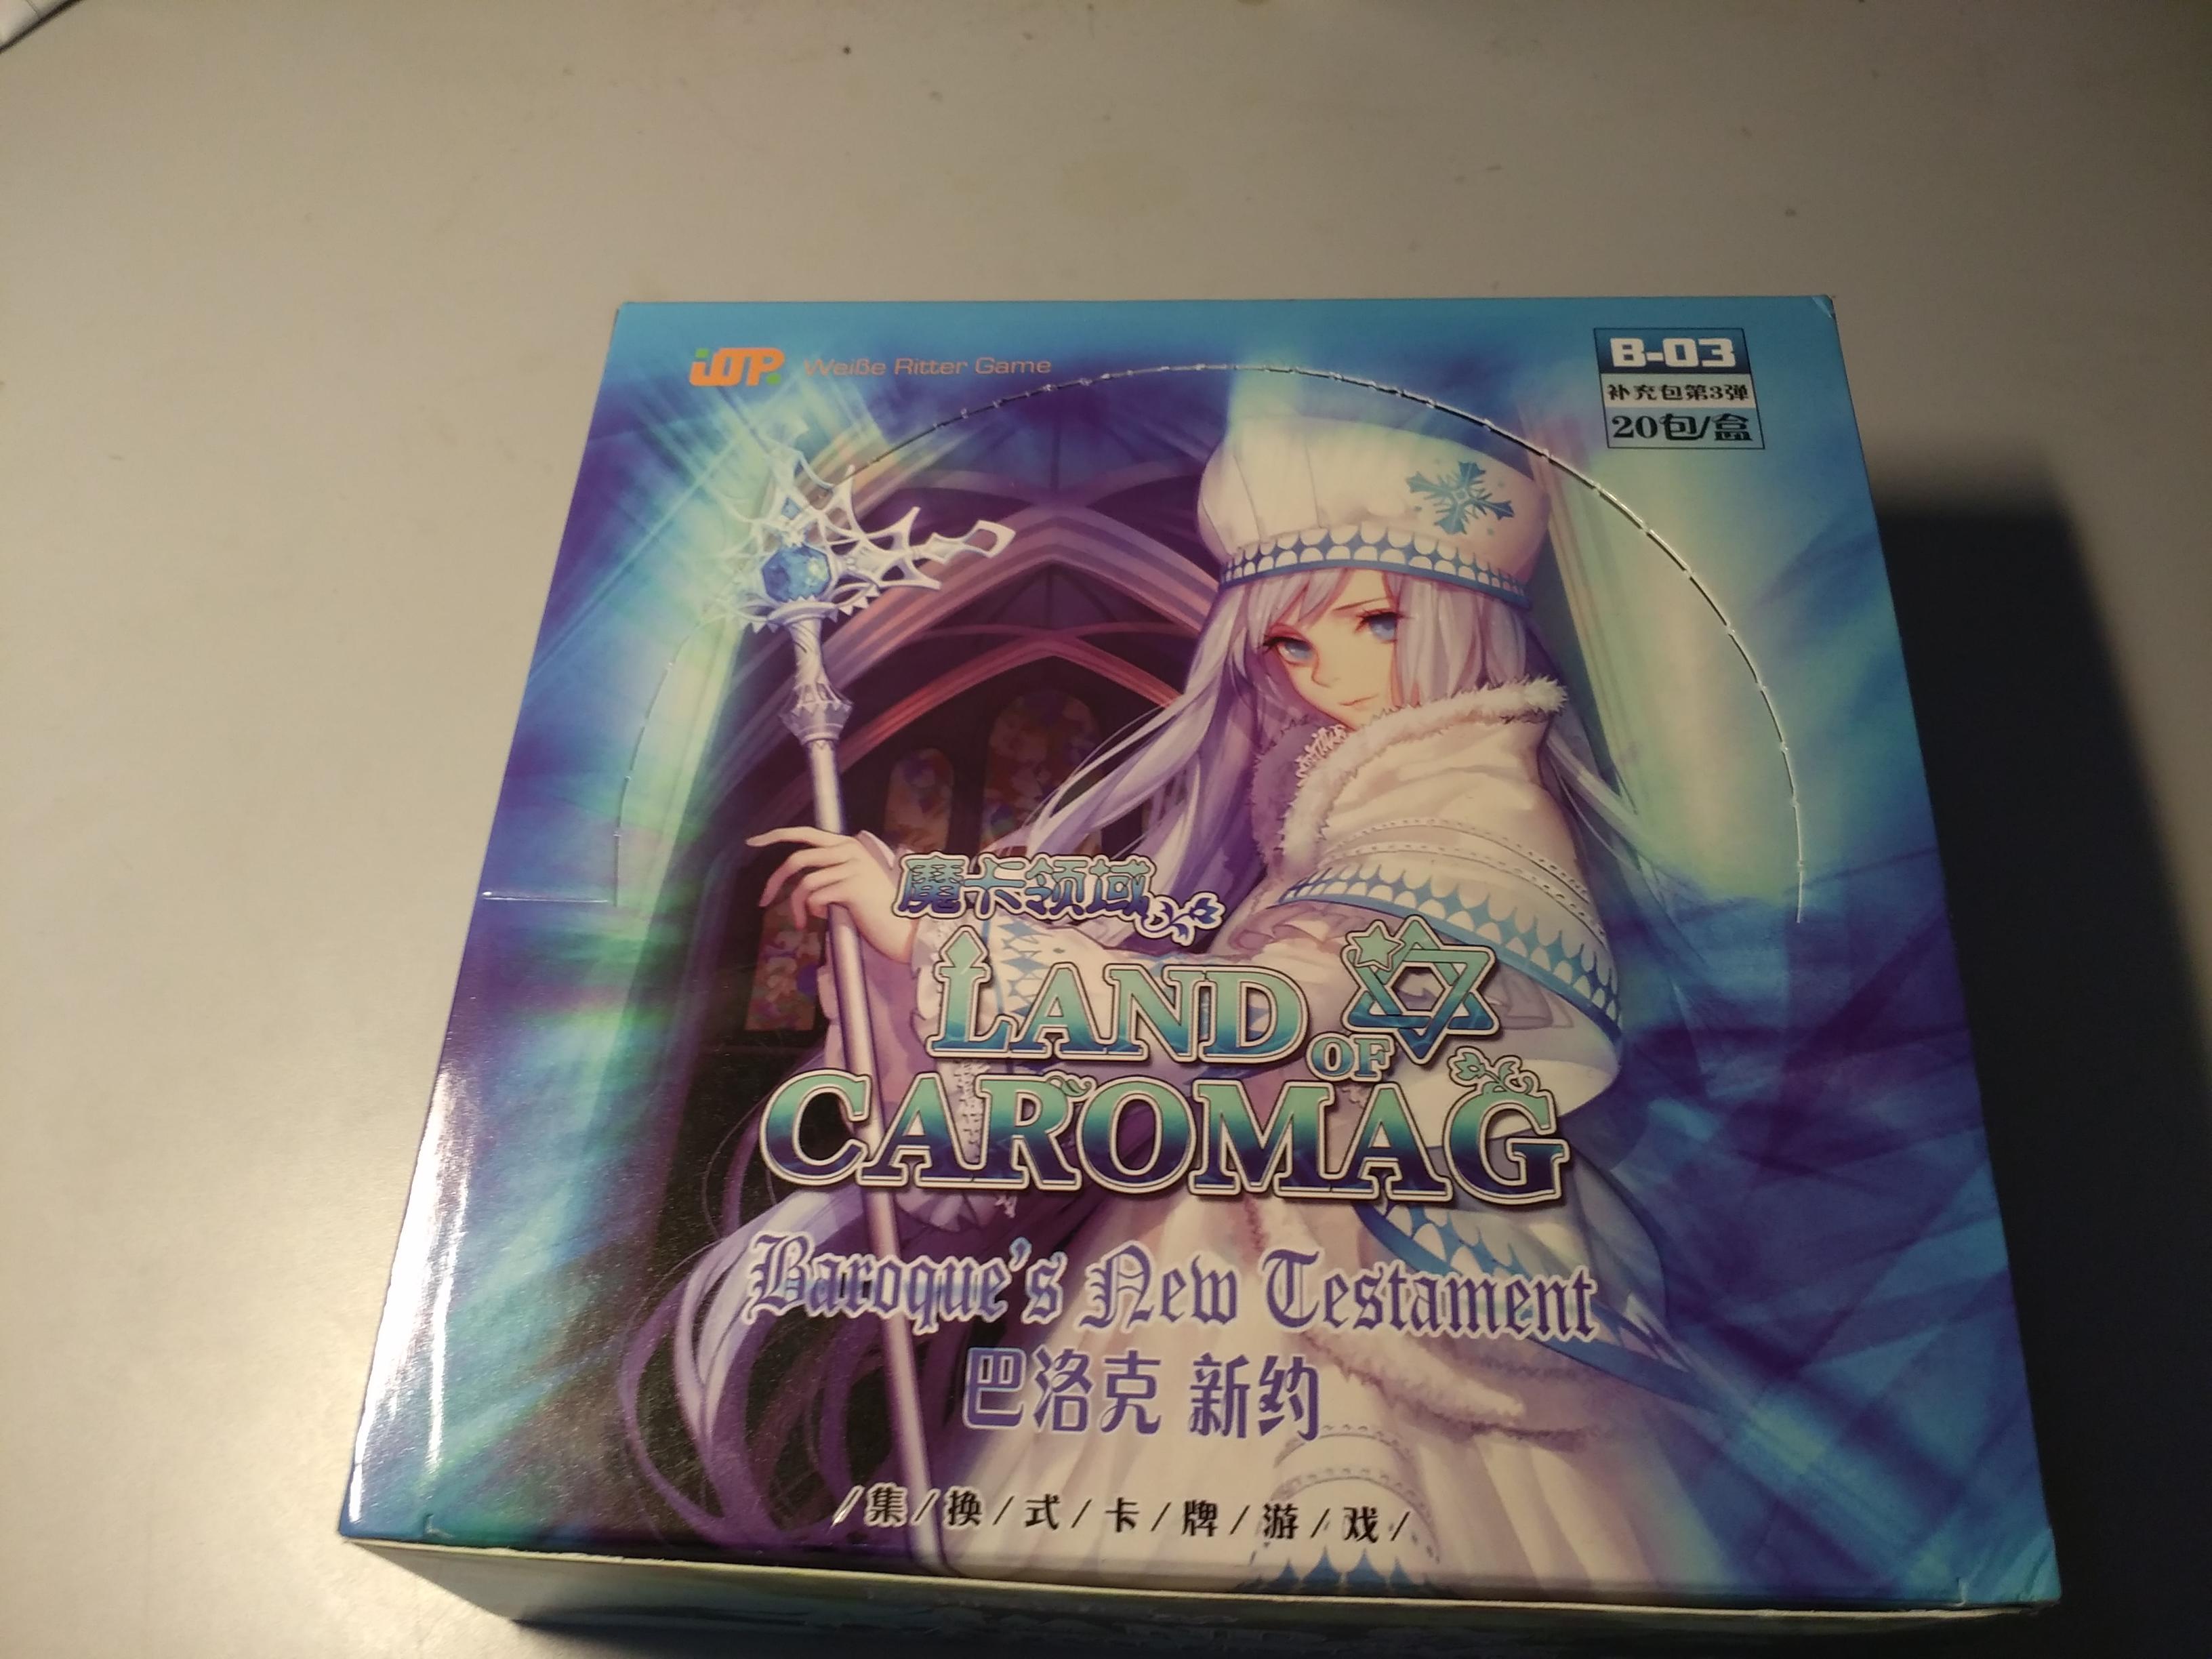 Weiße Ritter Game
B-03
补充包第3弹
20包/盒
魔卡领域
LAND OF
CAROMAG
Baroque's New Testament
巴洛克 新约
/集/换/式/卡/牌/游/戏/